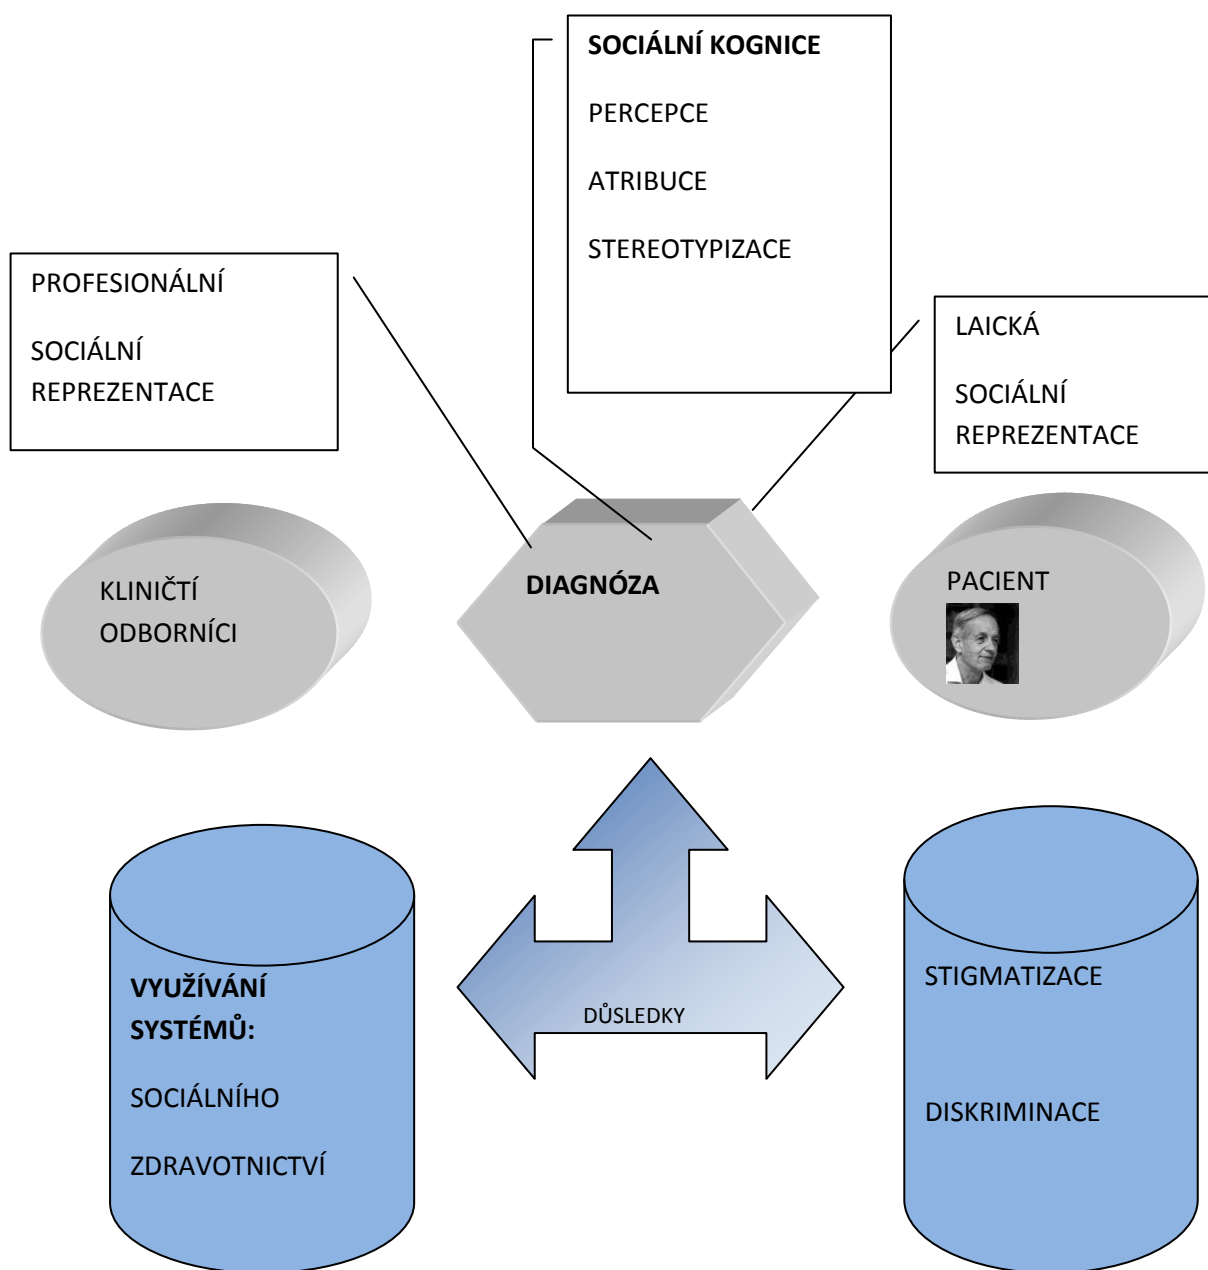 SOCIÁLNÍ KOGNICE
PERCEPCE
ATRIBUCE
STEREOTYPIZACE
PROFESIONÁLNÍ
SOCIÁLNÍ
REPREZENTACE
LAICKÁ
SOCIÁLNÍ
REPREZENTACE
KLINIČTÍ
ODBORNÍCI
DIAGNÓZA
PACIENT
VYUŽÍVÁNÍ
SYSTÉMŮ:
SOCIÁLNÍHO
ZDRAVOTNICTVÍ
DŮSLEDKY
STIGMATIZACE
DISKRIMINACE